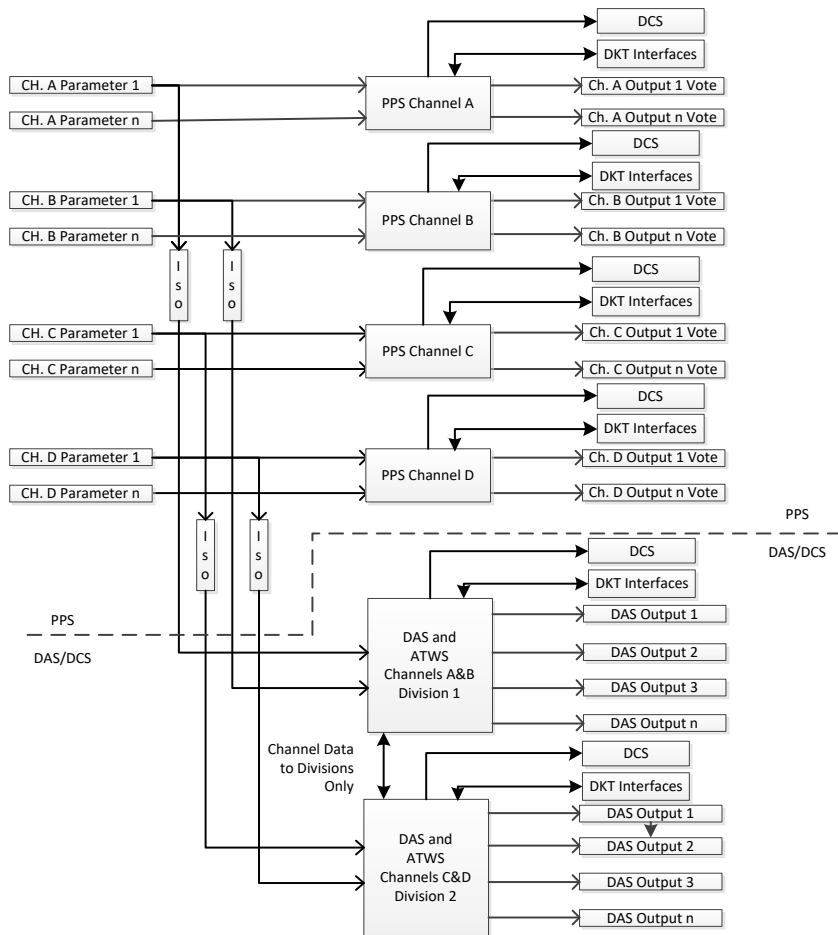 DCS
DKT Interfaces
CH. A Parameter 1
PPS Channel A
Ch. A Output 1 Vote
CH. A Parameter n
Ch. A Output n Vote
DCS
DKT Interfaces
CH. B Parameter 1
PPS Channel B
Ch. B Output 1 Vote
CH. B Parameter n
Ch. B Output n Vote
Iso
Iso
DCS
DKT Interfaces
CH. C Parameter 1
PPS Channel C
Ch. C Output 1 Vote
CH. C Parameter n
Ch. C Output n Vote
DCS
DKT Interfaces
CH. D Parameter 1
PPS Channel D
Ch. D Output 1 Vote
CH. D Parameter n
Ch. D Output n Vote
Iso
Iso
PPS
DAS/DCS
PPS
DAS/DCS
DCS
DKT Interfaces
DAS and
ATWS
Channels A&B
Division 1
DAS Output 1
DAS Output 2
DAS Output 3
DAS Output n
Channel Data
to Divisions
Only
DCS
DKT Interfaces
DAS and
ATWS
Channels C&D
Division 2
DAS Output 1
DAS Output 2
DAS Output 3
DAS Output n